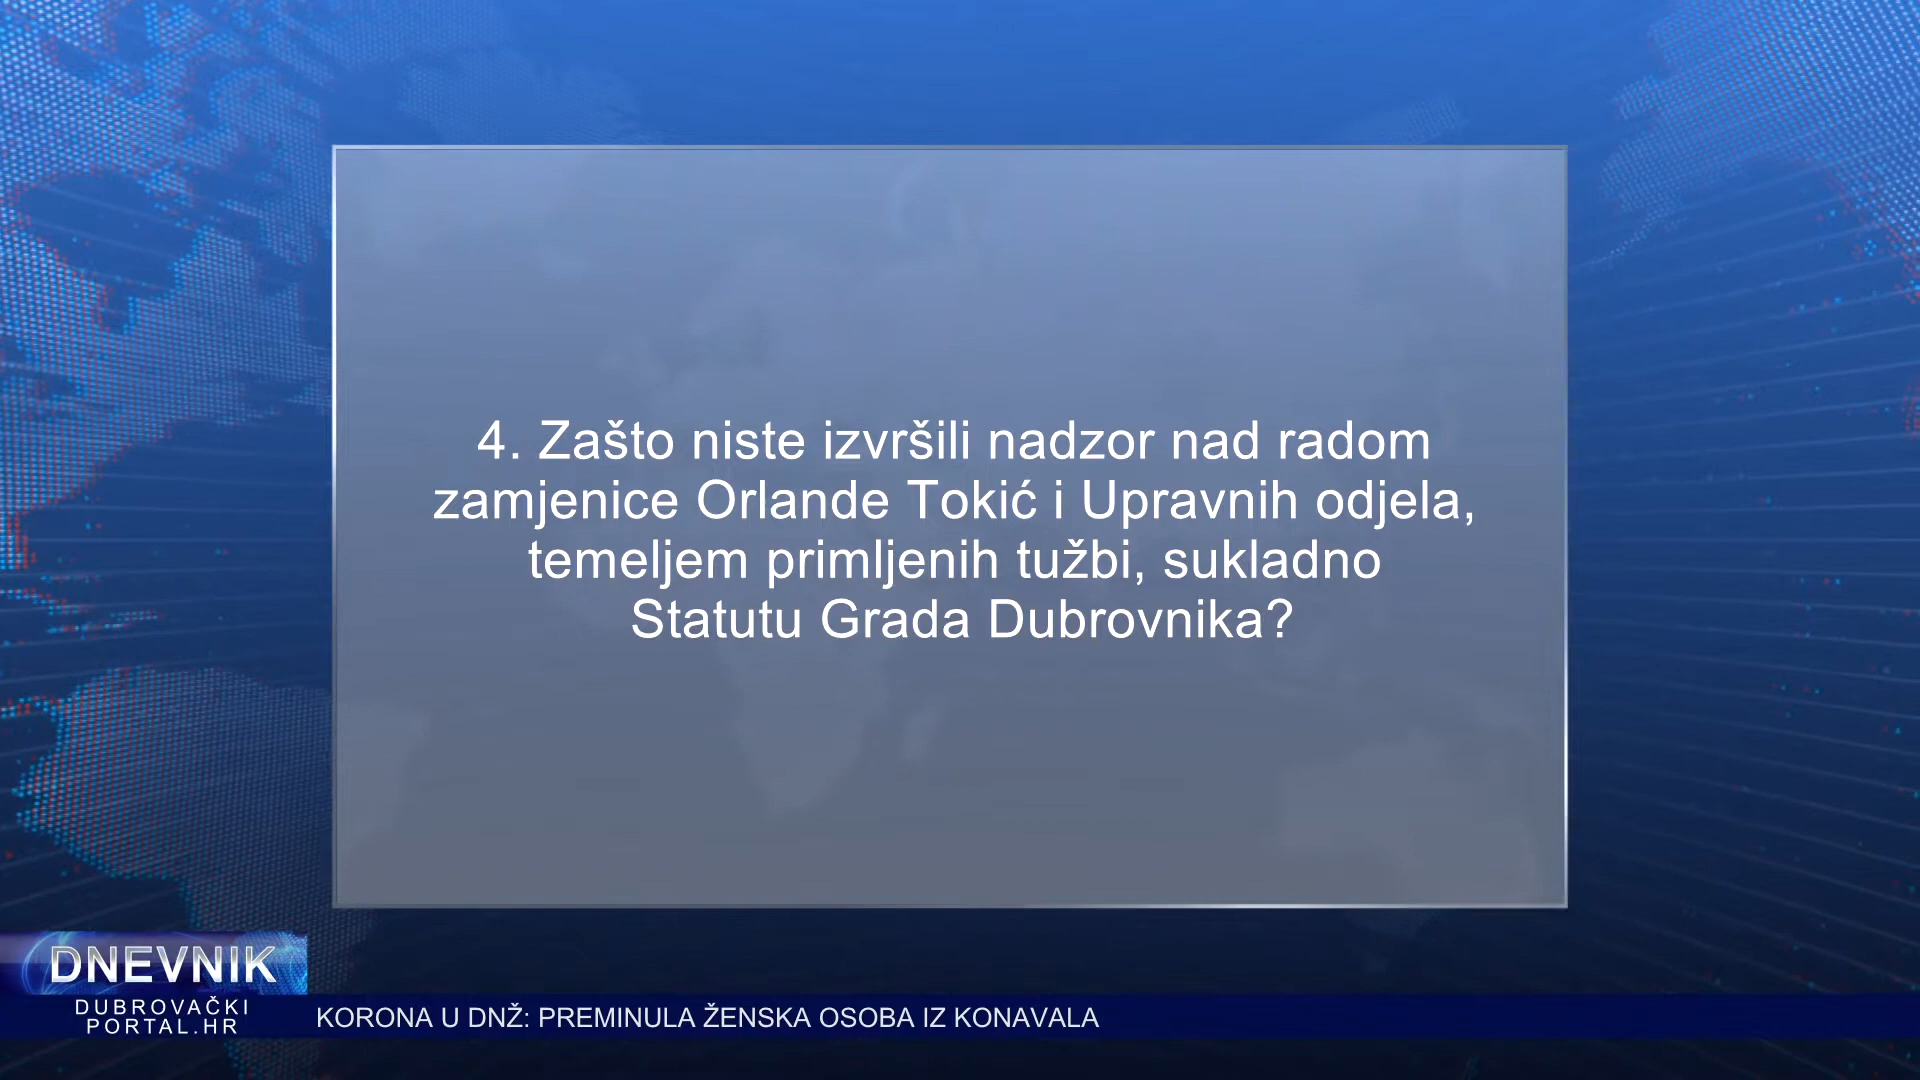 4. Zašto niste izvršili nadzor nad radom
zamjenice Orlande Tokić i Upravnih odjela,
temeljem primljenih tužbi, sukladno
Statutu Grada Dubrovnika?
DNEVNIK
DUBROVAČKI
PORTAL.HR
KORONA U DNŽ: PREMINULA ŽENSKA OSOBA IZ KONAVALA